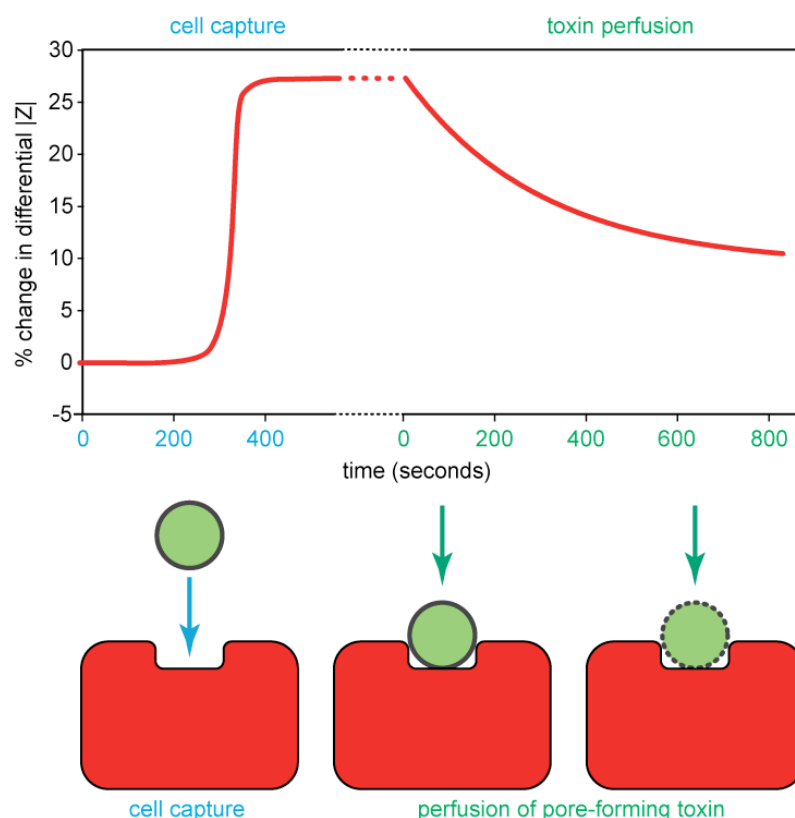 cell capture
toxin perfusion
% change in differential |Z|
30
25
20
15
10
5
0
-5
0 200 400 0 200 400 600 800
time (seconds)
cell capture
perfusion of pore-forming toxin